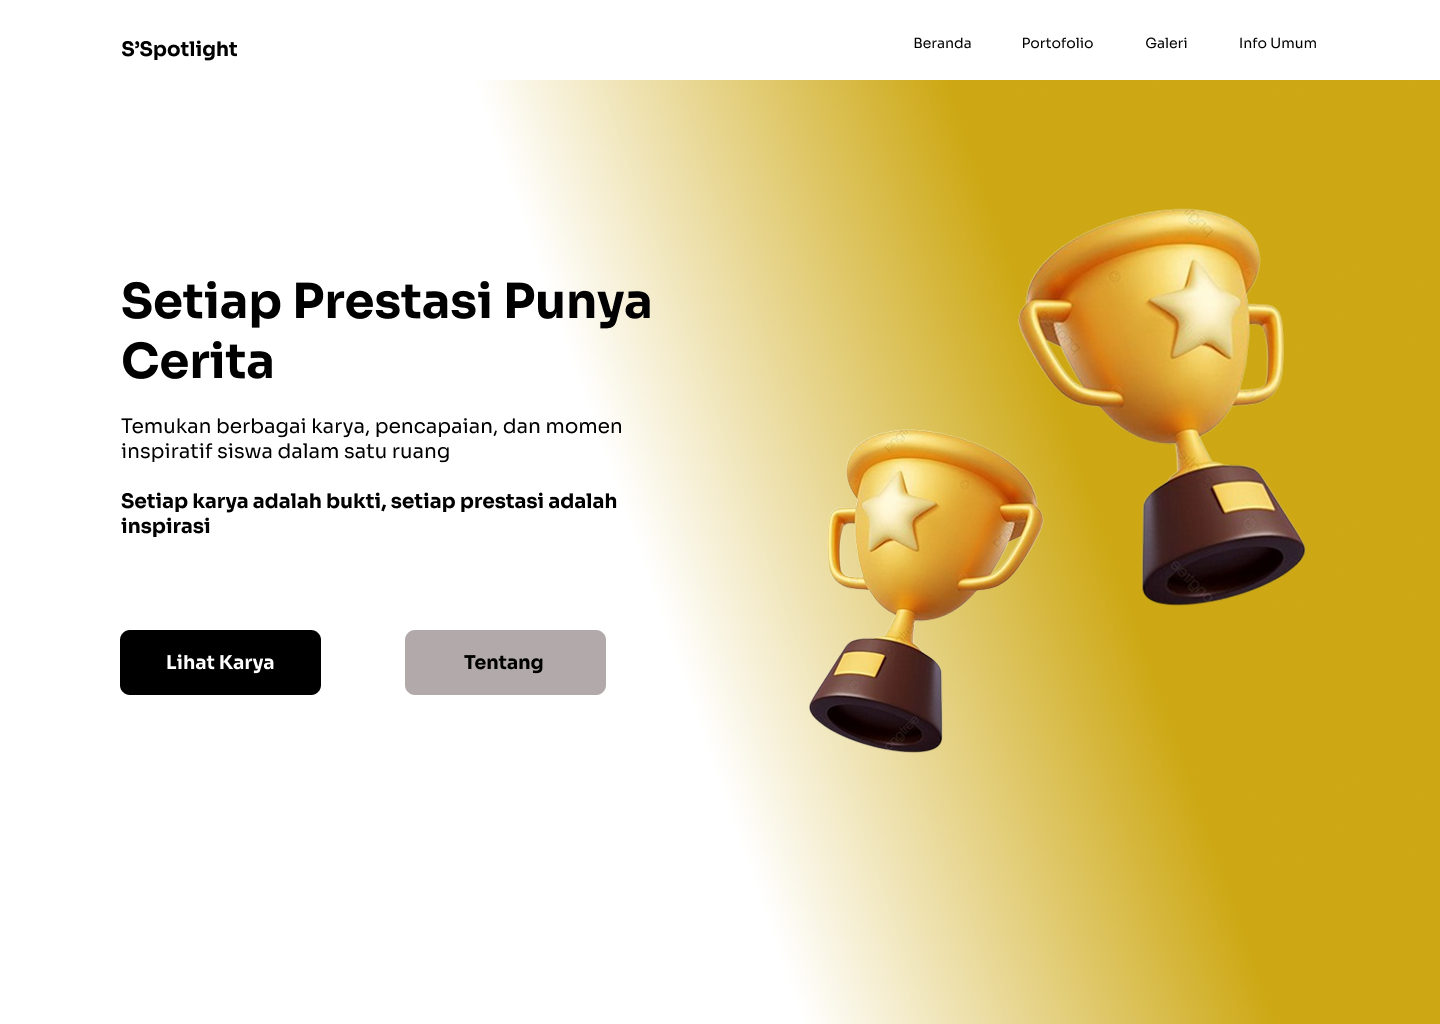 S’Spotlight
Beranda Portofolio Galeri Info Umum
Setiap Prestasi Punya
Cerita
Temukan berbagai karya, pencapaian, dan momen
inspiratif siswa dalam satu ruang
Setiap karya adalah bukti, setiap prestasi adalah
inspirasi
Lihat Karya Tentang